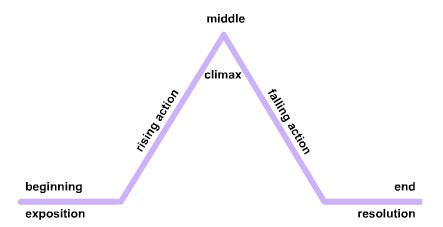 middle
climax
rising action
falling action
beginning
end
exposition
resolution